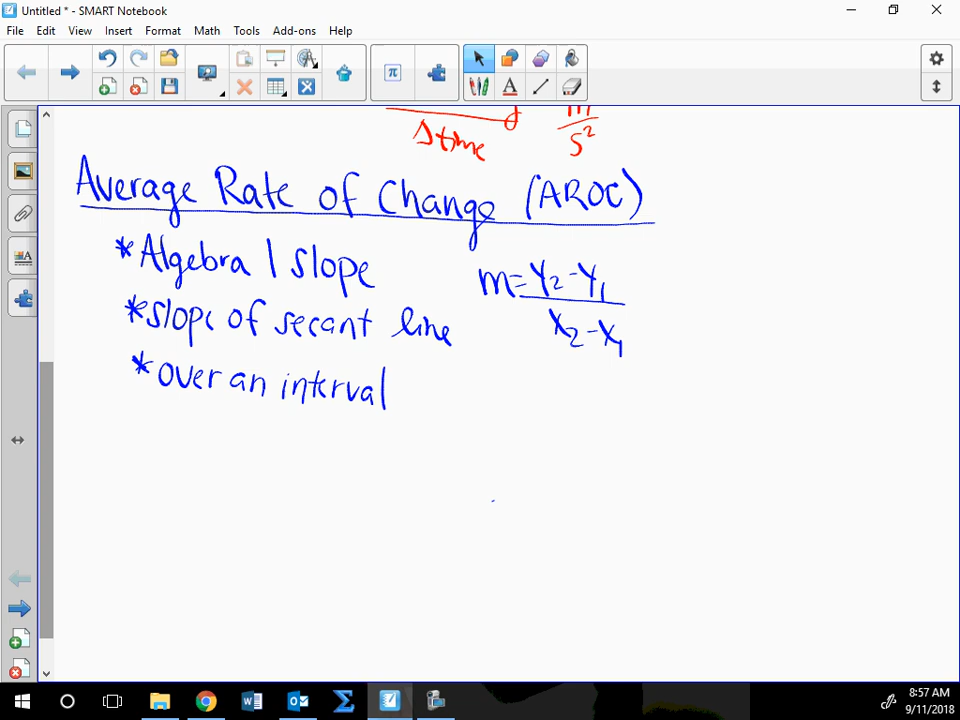 Untitled * - SMART Notebook
File Edit View Insert Format Math Tools Add-ons Help
Δtime
m
s²
Average Rate of Change (AROC)
*Algebra 1 slope
m = y₂ - y₁
x₂ - x₁
*slope of secant line
*over an interval
8:57 AM
9/11/2018